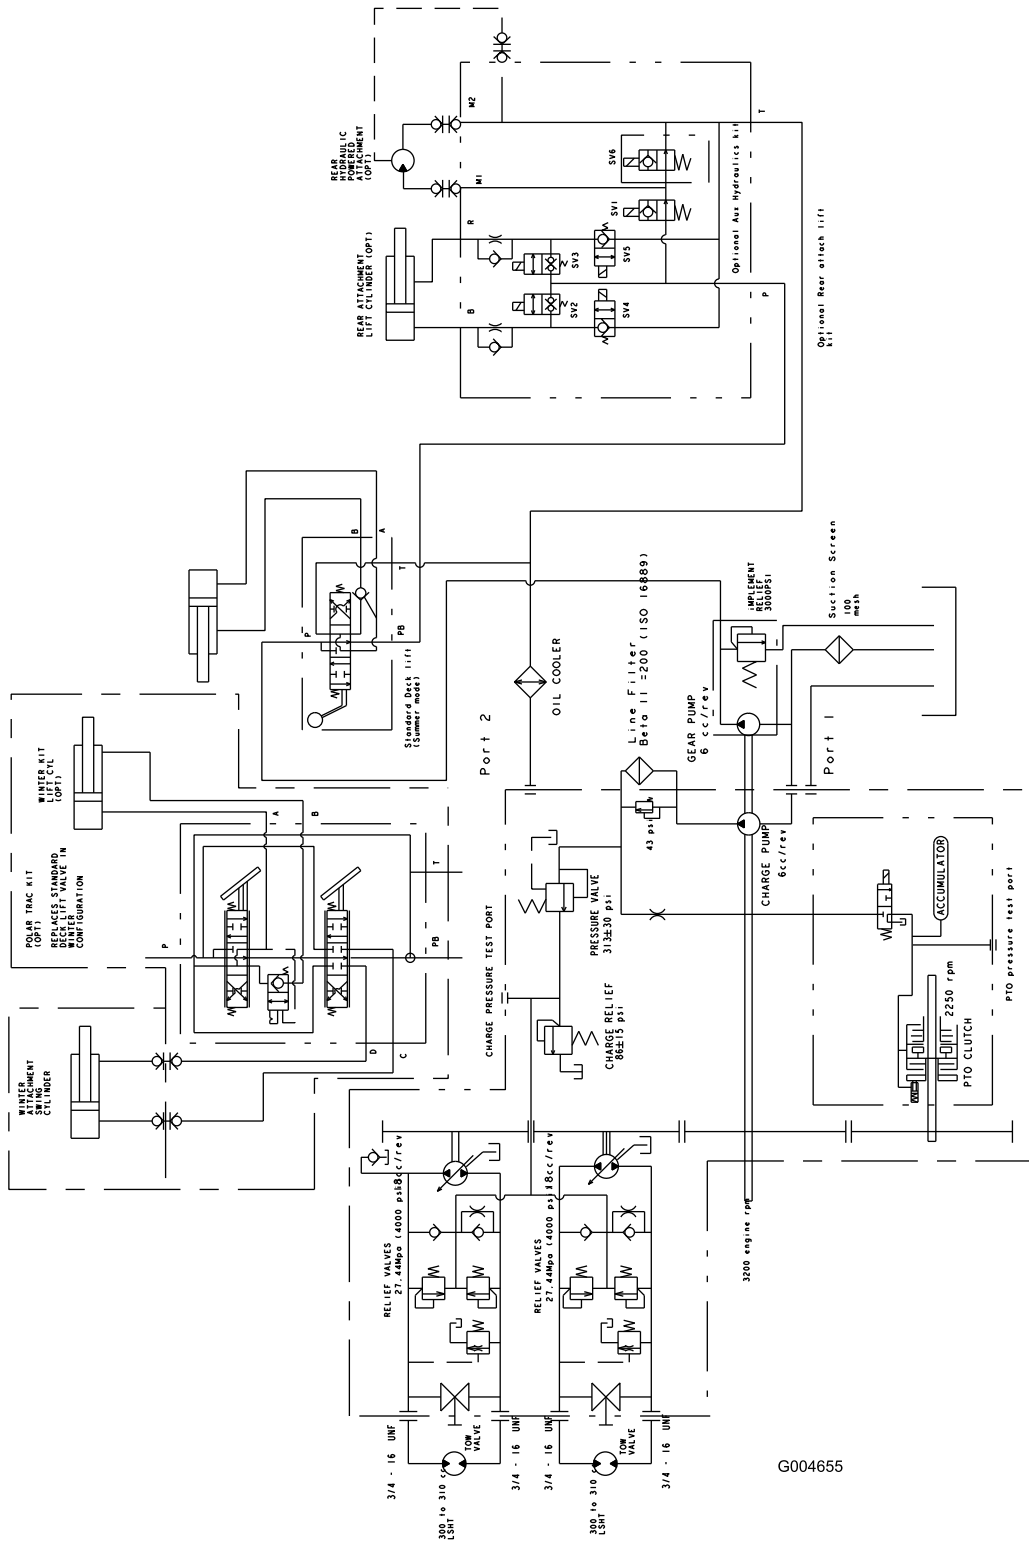 M2
T
REAR
HYDRAULIC
POWERED
ATTACHMENT
(OPT)
M1
SV6
SV1
R
REAR ATTACHMENT
LIFT CYLINDER (OPT)
SV3
SV5
SV2
SV4
B
P
Optional Aux Hydraulics kit
Optional Rear attach lift
kit
B
A
T
P
PB
Standard Deck lift
(Summer mode)
Port 2
OIL COOLER
Line Filter
Beta 11 =200 (ISO 16889)
IMPLEMENT
RELIEF
3000PSI
Suction Screen
100
mesh
GEAR PUMP
6 cc/rev
Port 1
WINTER KIT
LIFT CYL
(OPT)
A
B
POLAR TRAC KIT
(OPT)
REPLACES STANDARD
DECK LIFT VALVE IN
WINTER
CONFIGURATION
P
T
PB
43 psi
CHARGE PUMP
6cc/rev
PRESSURE VALVE
313±30 psi
CHARGE PRESSURE TEST PORT
CHARGE RELIEF
86±15 psi
ACCUMULATOR
PTO pressure test port
2250 rpm
PTO CLUTCH
WINTER
ATTACHMENT
SWING
CYLINDER
D
C
RELIEF VALVES
27.44Mpa (4000 psi)
18cc/rev
RELIEF VALVES
27.44Mpa (4000 psi)
18cc/rev
3200 engine rpm
TOW
VALVE
TOW
VALVE
3/4 - 16 UNF
3/4 - 16 UNF
3/4 - 16 UNF
3/4 - 16 UNF
300 to 310 cc
LSHT
300 to 310 c
LSHT
G004655